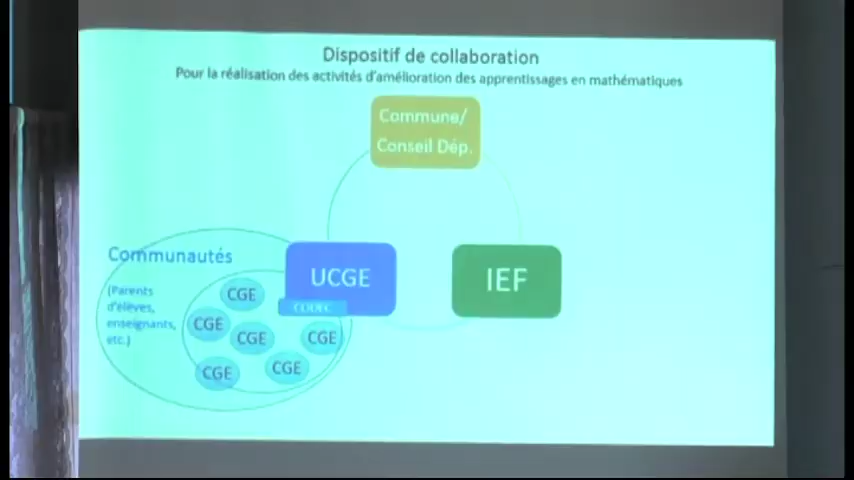 Dispositif de collaboration
Pour la réalisation des activités d'amélioration des apprentissages en mathématiques
Commune/
Conseil Dép.
Communautés
(Parents
d'élèves,
enseignants,
etc.)
UCGE
IEF
CODEC
CGE
CGE
CGE
CGE
CGE
CGE